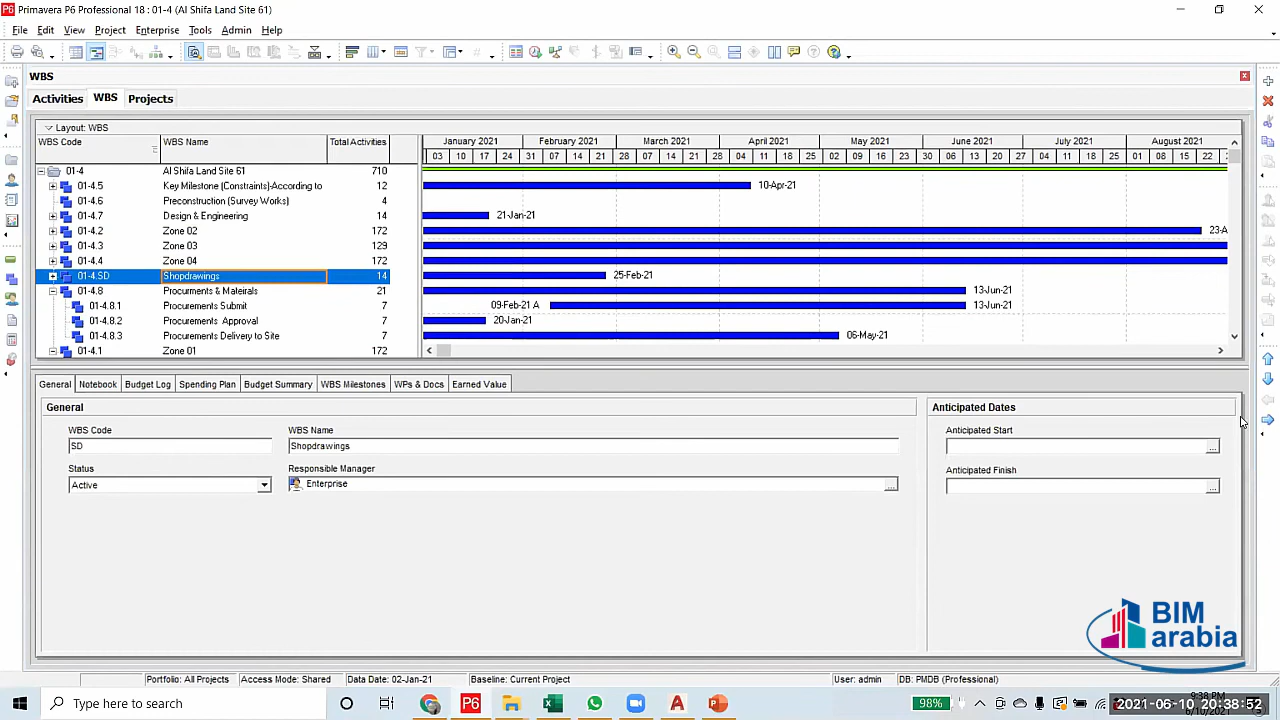 Primavera P6 Professional 18 : 01-4 (Al Shifa Land Site 61)
File Edit View Project Enterprise Tools Admin Help
WBS
Activities WBS Projects
Layout: WBS
WBS Code WBS Name Total Activities
January 2021 February 2021 March 2021 April 2021 May 2021 June 2021 July 2021 August 2021
03 10 17 24 31 07 14 21 28 07 14 21 28 04 11 18 25 02 09 16 23 30 06 13 20 27 04 11 18 25 01 08 15 22
01-4 Al Shifa Land Site 61 710
01-4.5 Key Milestone (Constraints)-According to 12 10-Apr-21
01-4.6 Preconstruction (Survey Works) 4
01-4.7 Design & Engineering 14 21-Jan-21
01-4.2 Zone 02 172 23-A
01-4.3 Zone 03 129
01-4.4 Zone 04 172
01-4.SD Shopdrawings 14 25-Feb-21
01-4.8 Procurments & Mateirals 21 13-Jun-21
01-4.8.1 Procurements Submit 7 09-Feb-21 A 13-Jun-21
01-4.8.2 Procurements Approval 7 20-Jan-21
01-4.8.3 Procurements Delivery to Site 7 06-May-21
01-4.1 Zone 01 172
General Notebook Budget Log Spending Plan Budget Summary WBS Milestones WPs & Docs Earned Value
General
Anticipated Dates
WBS Code WBS Name
Anticipated Start
SD Shopdrawings
Status Responsible Manager
Anticipated Finish
Active Enterprise
BIM
arabia
Portfolio: All Projects Access Mode: Shared Data Date: 02-Jan-21 Baseline: Current Project User: admin DB: PMDB (Professional)
Type here to search
98%
9:38 PM
2021-06-10 20:38:52